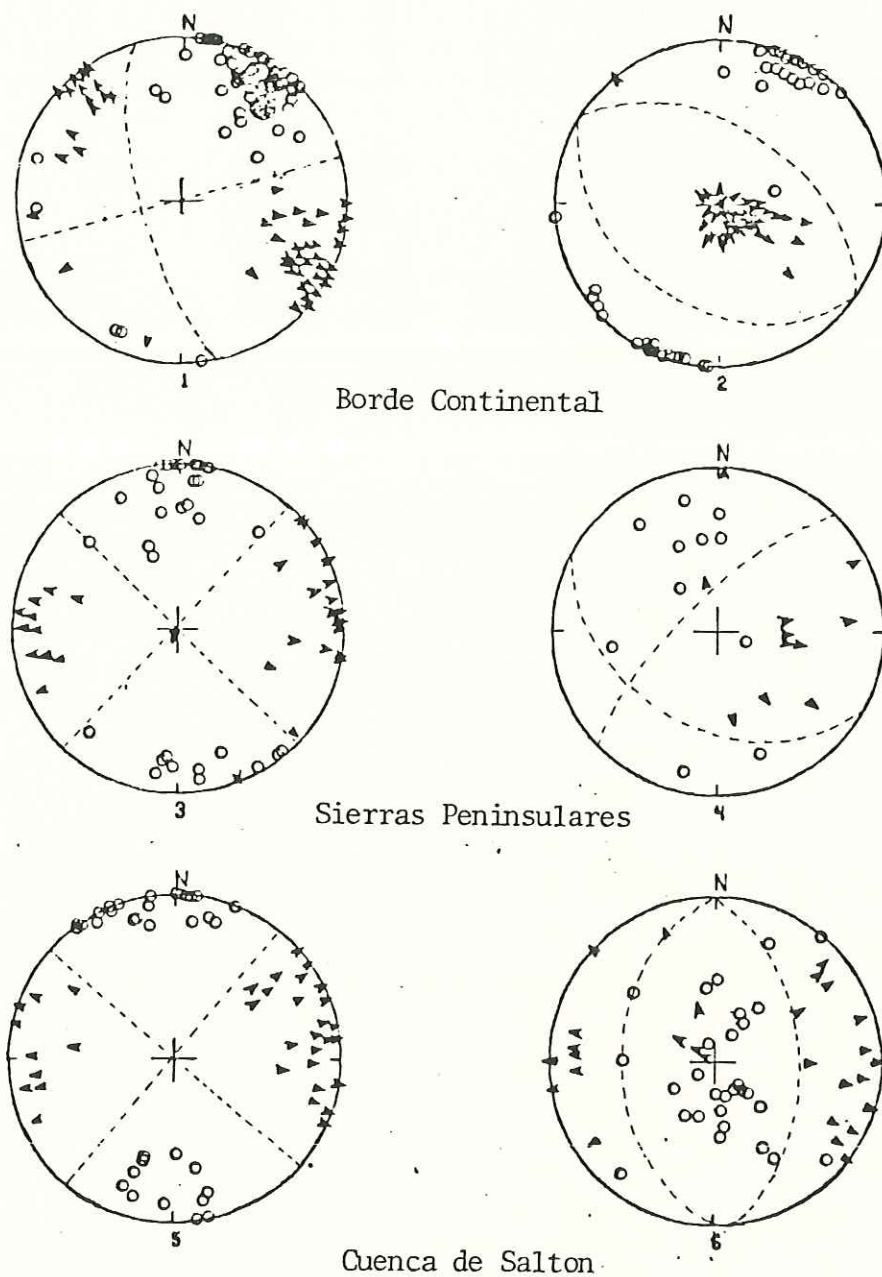 N N
1 2
Borde Continental
N N
3 4
Sierras Peninsulares
N N
5 6
Cuenca de Salton